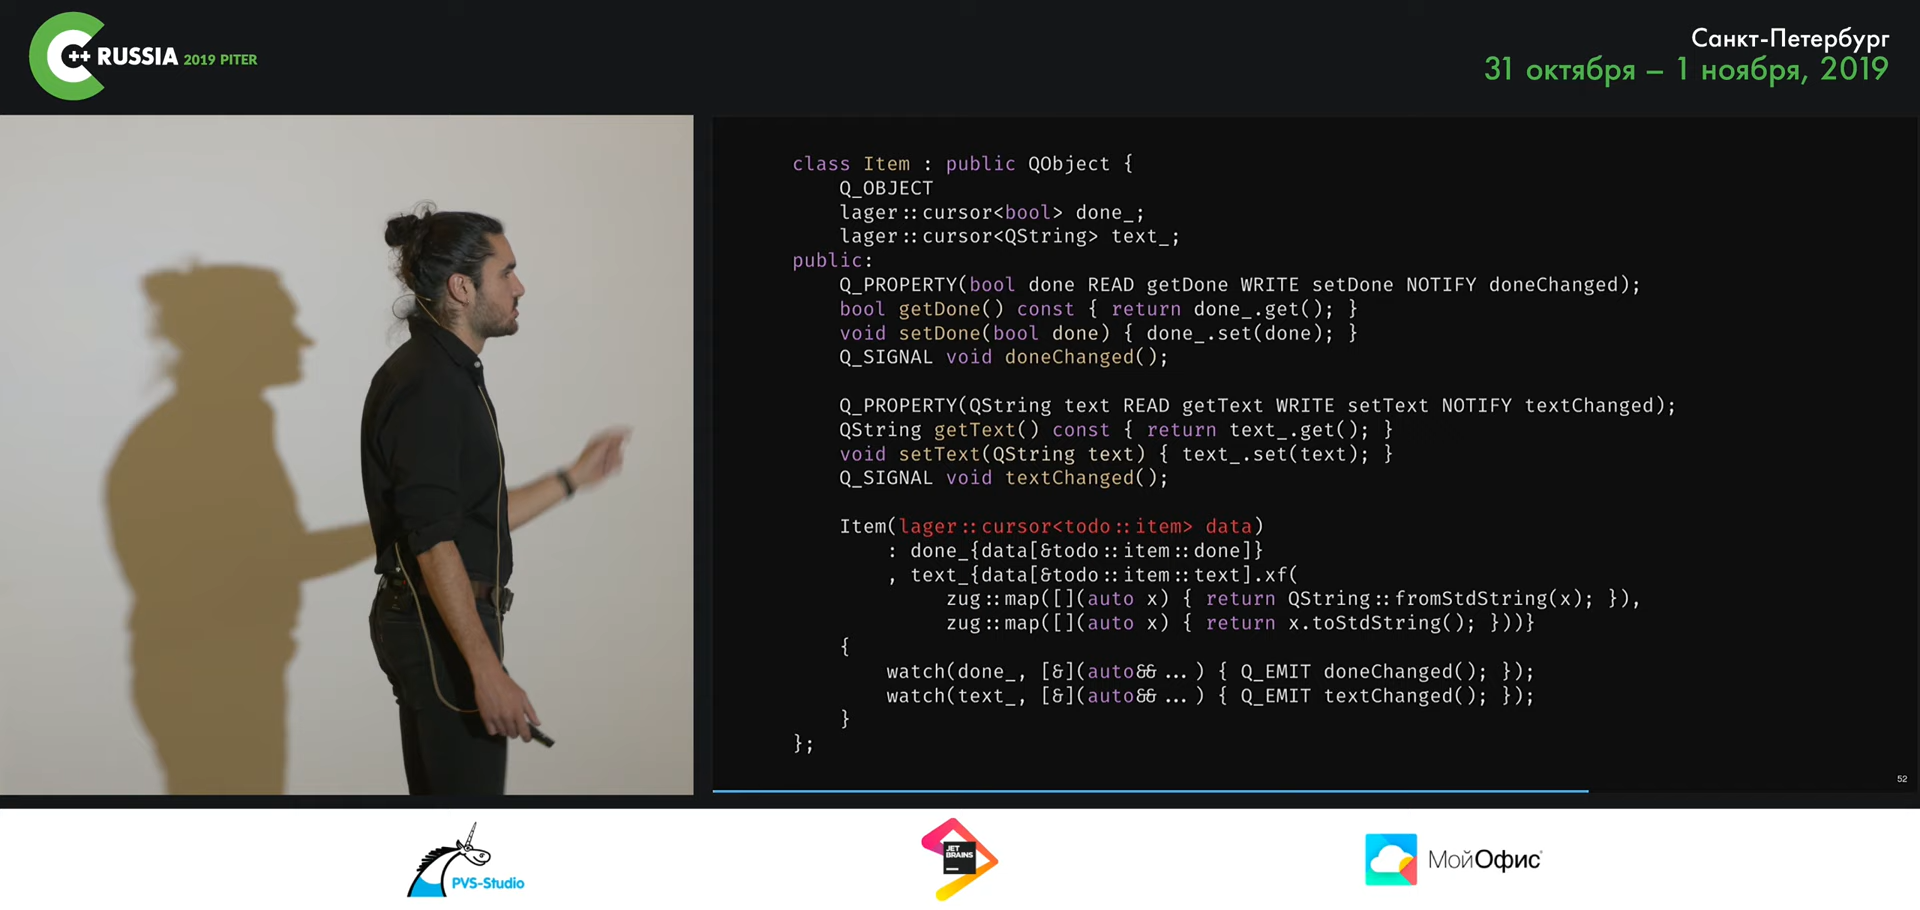 C++ RUSSIA 2019 PITER
Санкт-Петербург
31 октября – 1 ноября, 2019
class Item : public QObject {
    Q_OBJECT
    lager::cursor<bool> done_;
    lager::cursor<QString> text_;
public:
    Q_PROPERTY(bool done READ getDone WRITE setDone NOTIFY doneChanged);
    bool getDone() const { return done_.get(); }
    void setDone(bool done) { done_.set(done); }
    Q_SIGNAL void doneChanged();
    Q_PROPERTY(QString text READ getText WRITE setText NOTIFY textChanged);
    QString getText() const { return text_.get(); }
    void setText(QString text) { text_.set(text); }
    Q_SIGNAL void textChanged();
    Item(lager::cursor<todo::item> data)
        : done_{data[&todo::item::done]}
        , text_{data[&todo::item::text].xf(
             zug::map([](auto x) { return QString::fromStdString(x); }),
             zug::map([](auto x) { return x.toStdString(); }))}
    {
        watch(done_, [&](auto&&...) { Q_EMIT doneChanged(); });
        watch(text_, [&](auto&&...) { Q_EMIT textChanged(); });
    }
};
52
PVS-Studio
JET
BRAINS
МойОфис